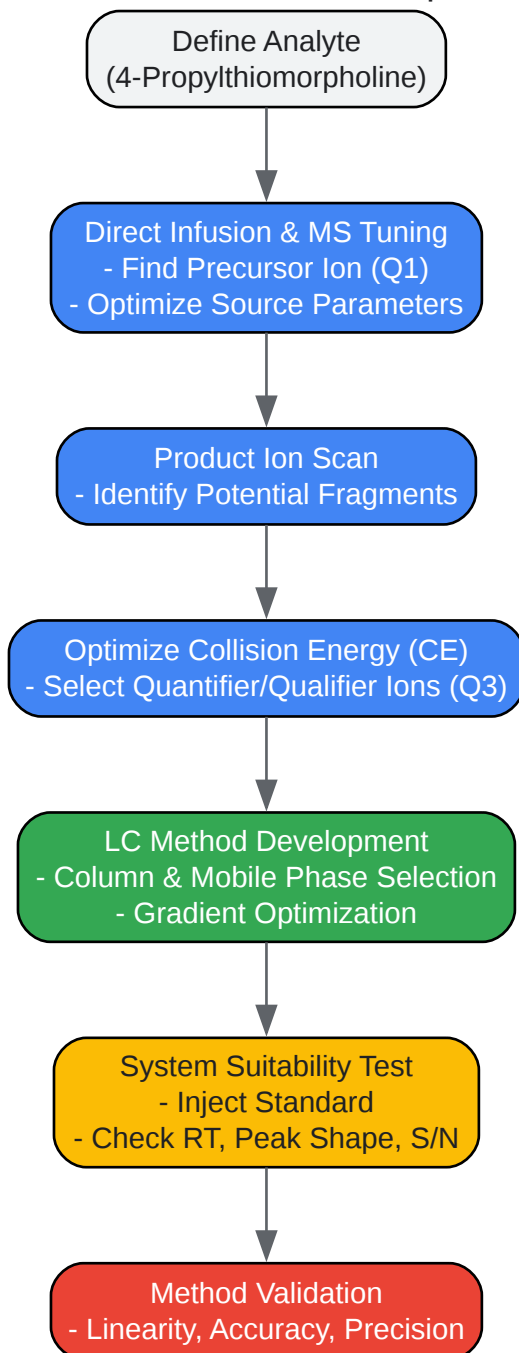 Define Analyte
(4-Propylthiomorpholine)
Direct Infusion & MS Tuning
- Find Precursor Ion (Q1)
- Optimize Source Parameters
Product Ion Scan
- Identify Potential Fragments
Optimize Collision Energy (CE)
- Select Quantifier/Qualifier Ions (Q3)
LC Method Development
- Column & Mobile Phase Selection
- Gradient Optimization
System Suitability Test
- Inject Standard
- Check RT, Peak Shape, S/N
Method Validation
- Linearity, Accuracy, Precision